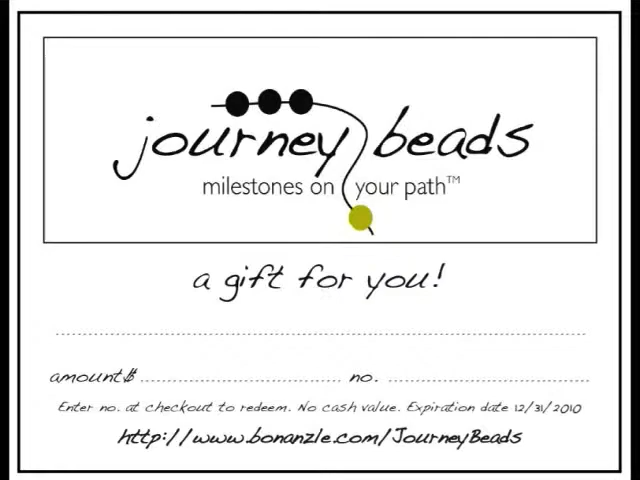 journey beads
milestones on your path™
a gift for you!
amount$ no.
Enter no. at checkout to redeem. No cash value. Expiration date 12/31/2010
http://www.bonanzle.com/JourneyBeads